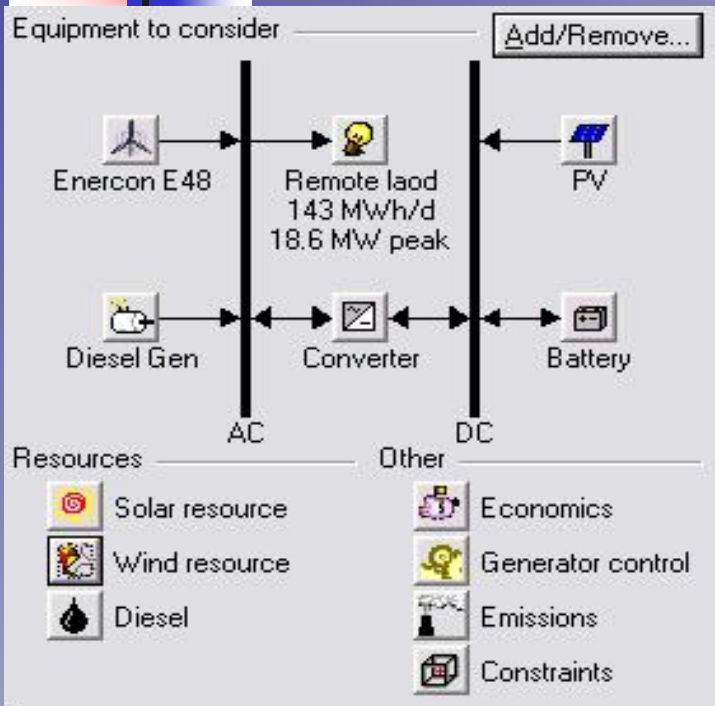 Equipment to consider
Add/Remove...
Enercon E48
Remote laod
143 MWh/d
18.6 MW peak
PV
Diesel Gen
Converter
Battery
AC
DC
Resources
Other
Solar resource
Economics
Wind resource
Generator control
Diesel
Emissions
Constraints